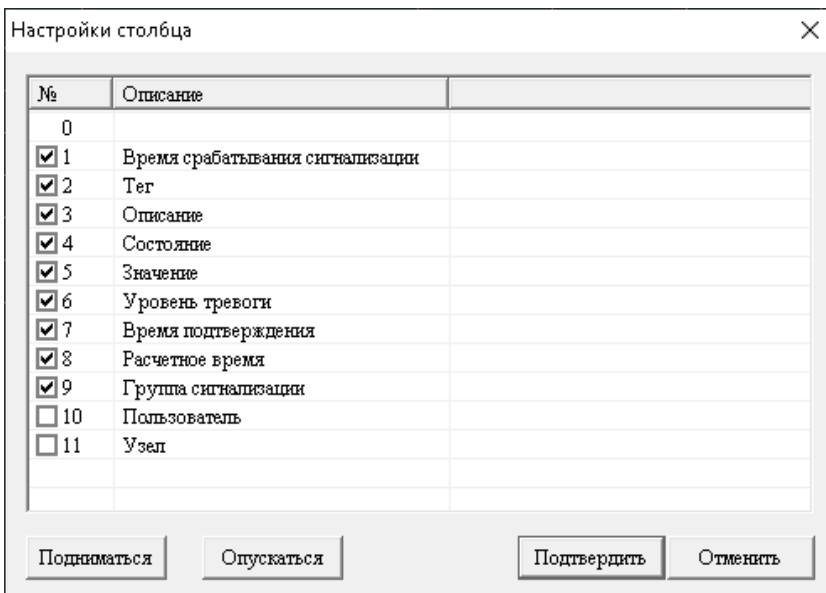 Настройки столбца
№ Описание
0
1 Время срабатывания сигнализации
2 Тег
3 Описание
4 Состояние
5 Значение
6 Уровень тревоги
7 Время подтверждения
8 Расчетное время
9 Группа сигнализации
10 Пользователь
11 Узел
Подниматься Опускаться Подтвердить Отменить